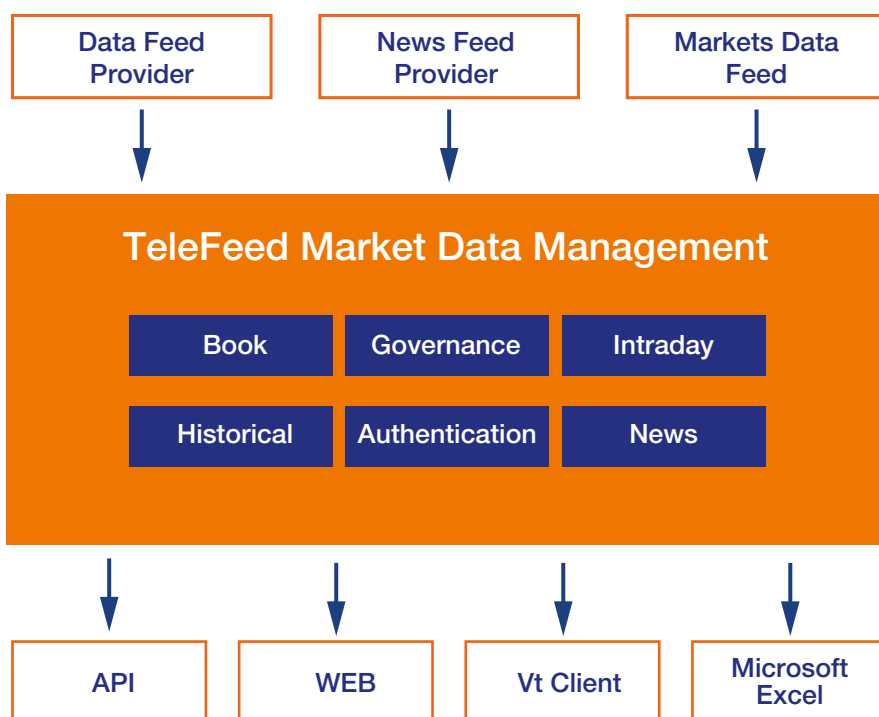 Data Feed
Provider
News Feed
Provider
Markets Data
Feed
TeleFeed Market Data Management
Book
Governance
Intraday
Historical
Authentication
News
API
WEB
Vt Client
Microsoft
Excel